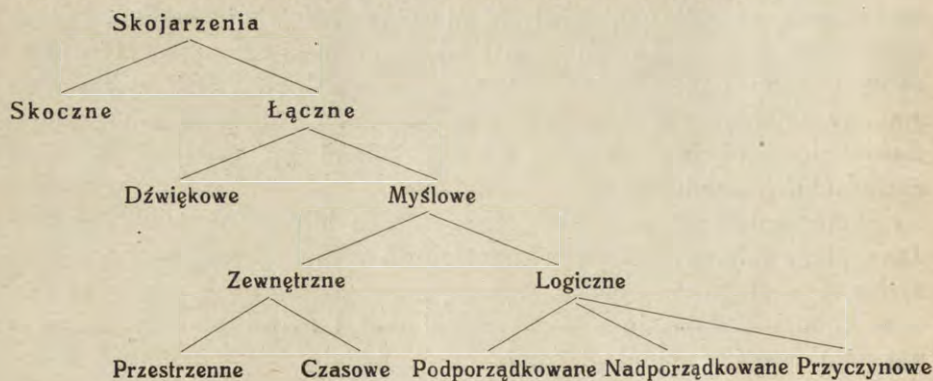 Skojarzenia
Skoczne Łączne
Dźwiękowe Myślowe
Zewnętrzne Logiczne
Przestrzenne Czasowe Podporządkowane Nadporządkowane Przyczynowe